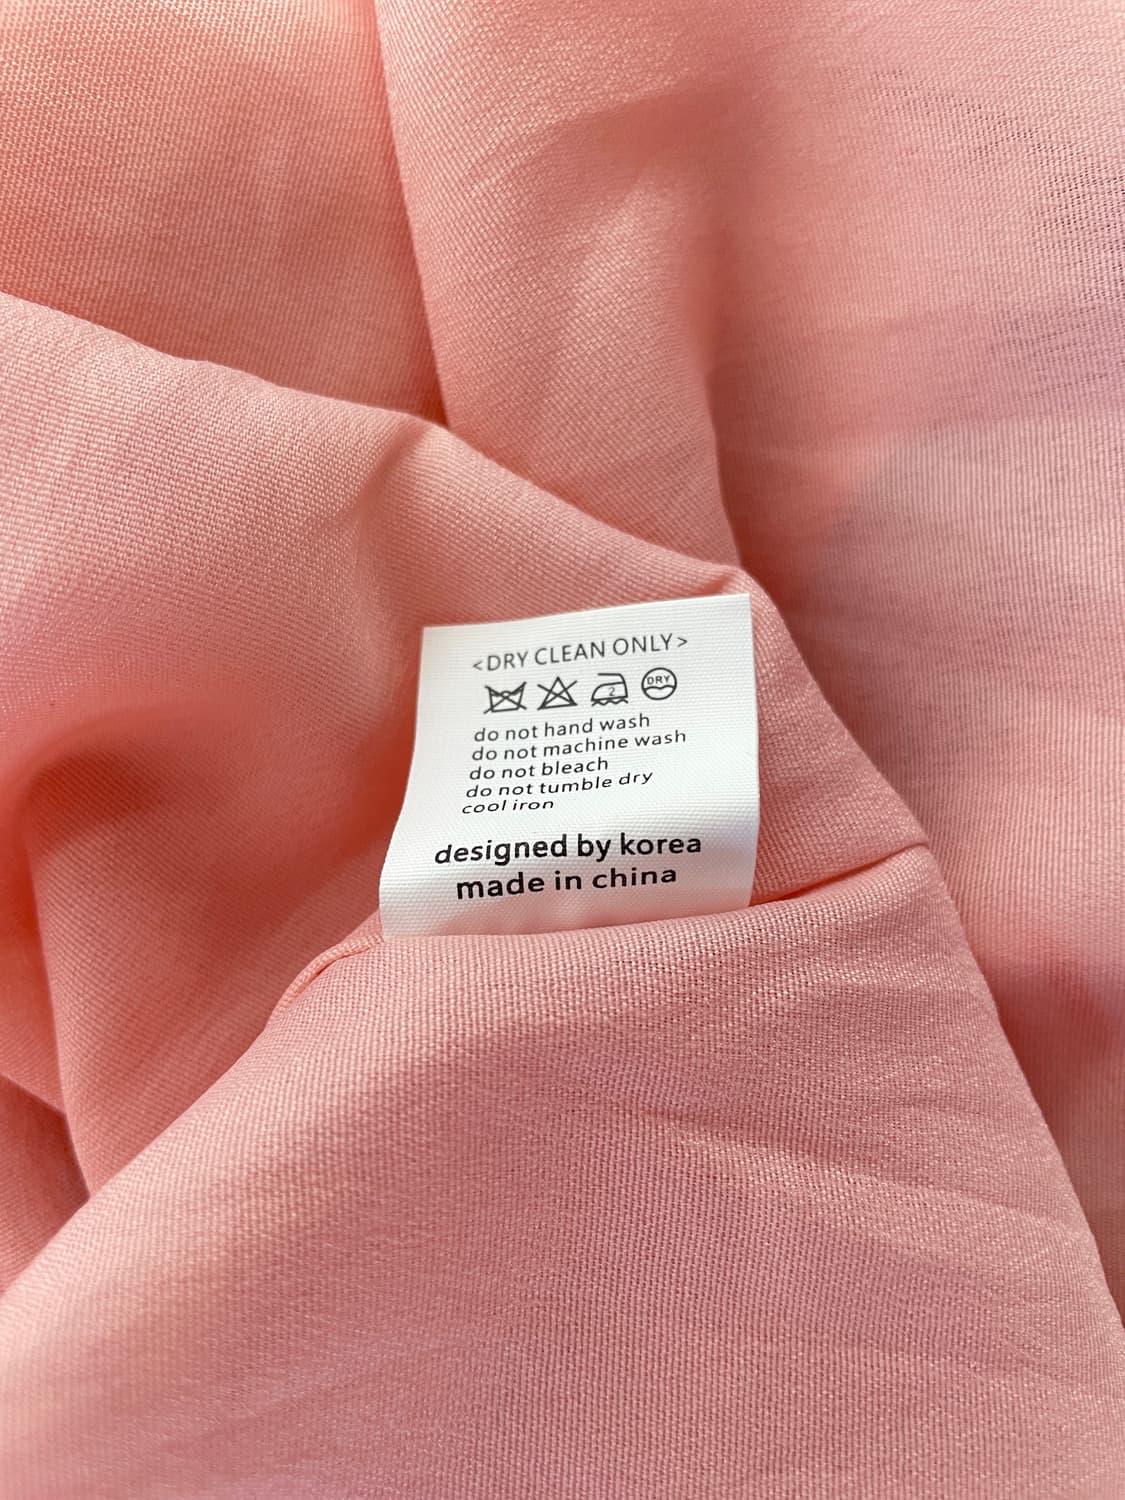 <DRY CLEAN ONLY>
2 DRY
do not hand wash
do not machine wash
do not bleach
do not tumble dry
cool iron
designed by korea
made in china